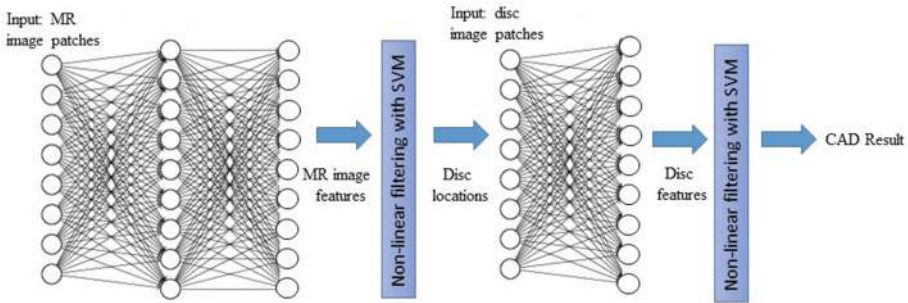 Input: MR
image patches
MR image
features
Non-linear filtering with SVM
Disc
locations
Input: disc
image patches
Disc
features
Non-linear filtering with SVM
CAD Result